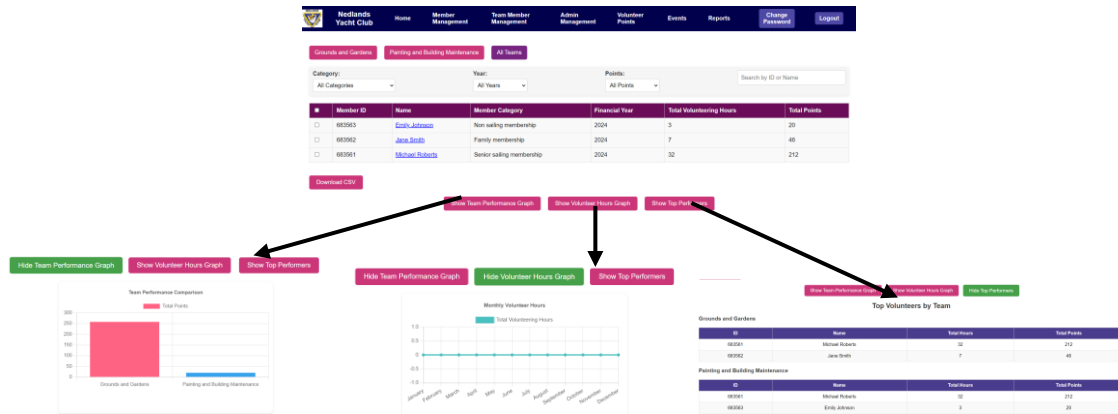 Nedlands Yacht Club
Home
Member Management
Team Member Management
Admin Management
Volunteer Points
Events
Reports
Change Password
Logout
Grounds and Gardens
Painting and Building Maintenance
All Teams
Category:
Year:
Points:
All Categories
All Years
All Points
Search by ID or Name
Member ID Name Member Category Financial Year Total Volunteering Hours Total Points
683563 Emily Johnson Non sailing membership 2024 3 20
683562 Jane Smith Family membership 2024 7 46
683561 Michael Roberts Senior sailing membership 2024 32 212
Download CSV
Show Team Performance Graph
Show Volunteer Hours Graph
Show Top Performers
Hide Team Performance Graph
Show Volunteer Hours Graph
Show Top Performers
Team Performance Comparison
Total Points
300
250
200
150
100
50
0
Grounds and Gardens
Painting and Building Maintenance
Hide Team Performance Graph
Hide Volunteer Hours Graph
Show Top Performers
Monthly Volunteer Hours
Total Volunteering Hours
1.0
0.5
0
-0.5
-1.0
January
February
March
April
May
June
July
August
September
October
November
December
Show Team Performance Graph
Show Volunteer Hours Graph
Hide Top Performers
Top Volunteers by Team
Grounds and Gardens
ID Name Total Hours Total Points
683561 Michael Roberts 32 212
683562 Jane Smith 7 46
Painting and Building Maintenance
ID Name Total Hours Total Points
683561 Michael Roberts 32 212
683563 Emily Johnson 3 20